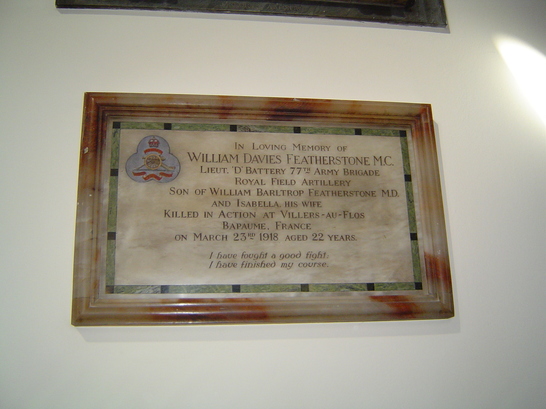 In Loving Memory of
William Davies Featherstone M.C.
Lieut. 'D' Battery 77th Army Brigade
Royal Field Artillery
Son of William Barltrop Featherstone M.D.
and Isabella, his wife
Killed in Action at Villers-au-Flos
Bapaume, France
on March 23rd 1918 aged 22 years.
I have fought a good fight:
I have finished my course.